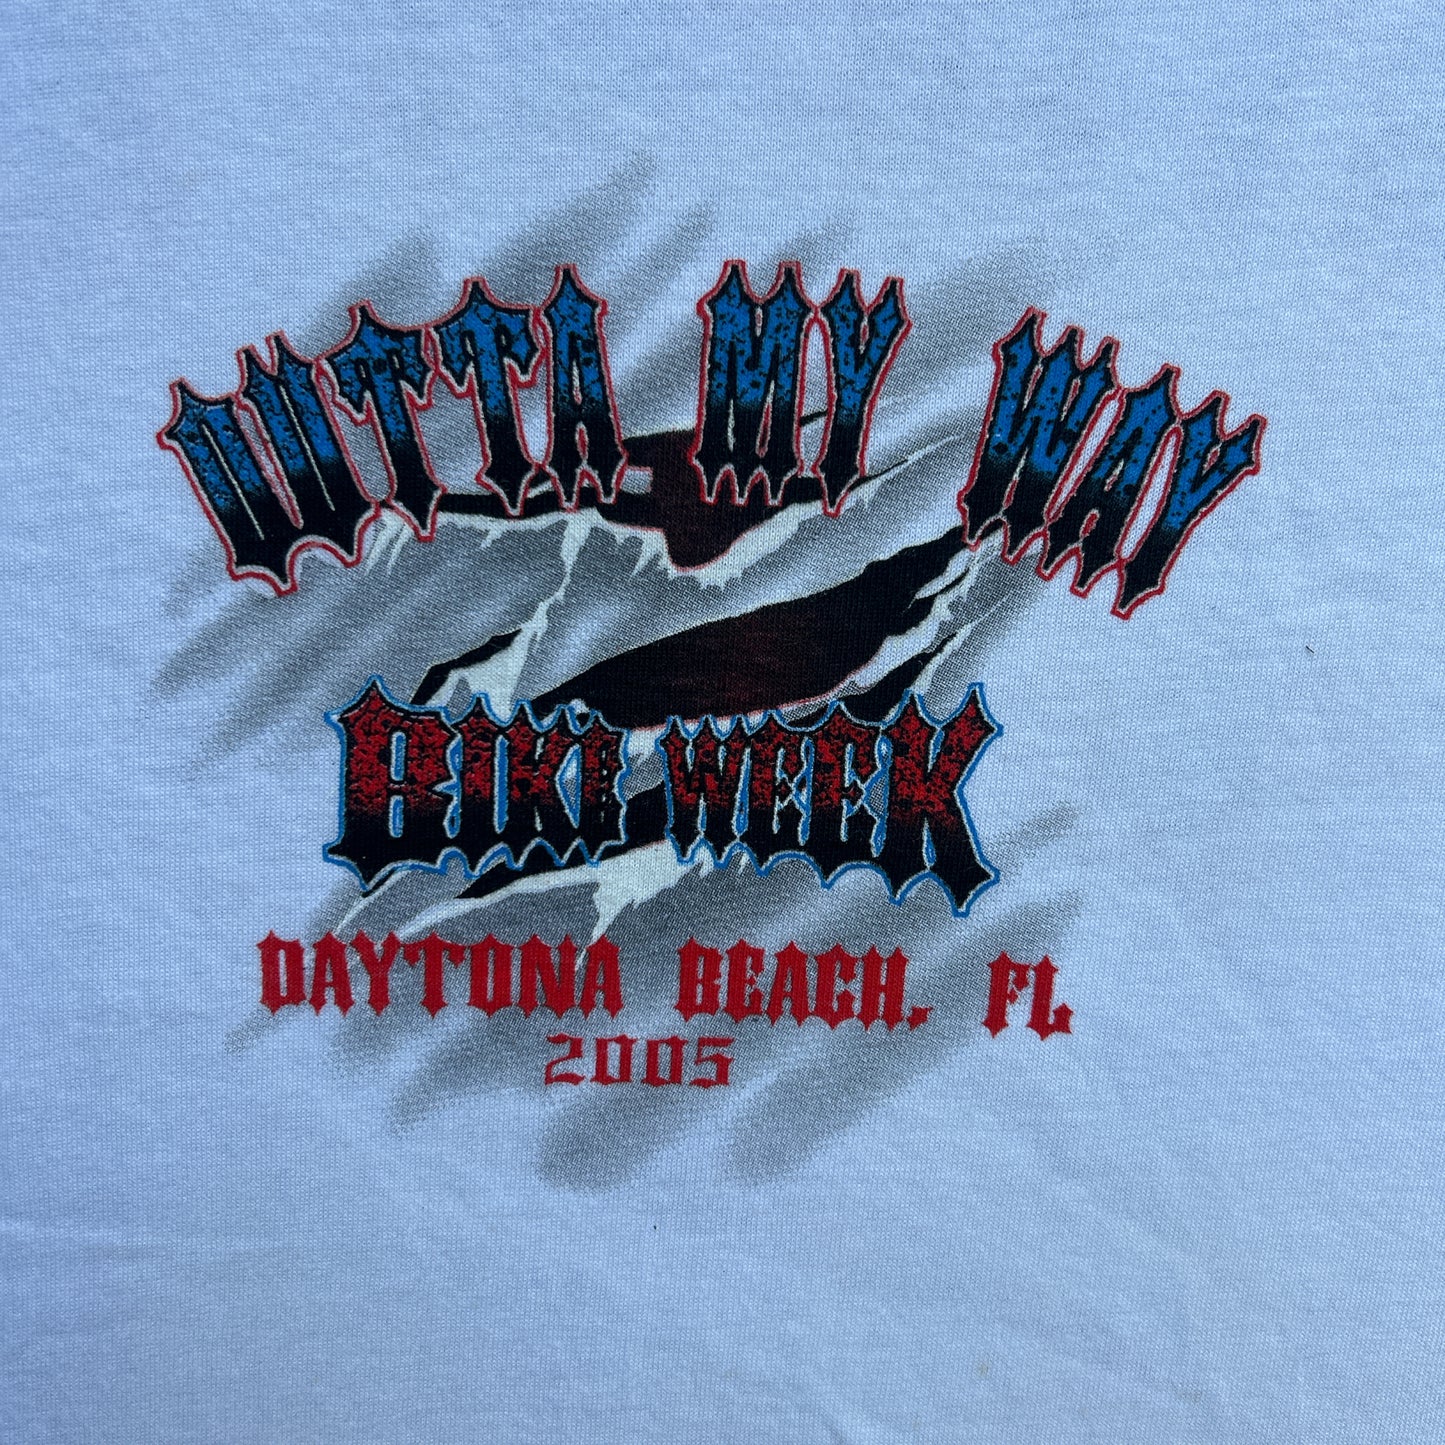 OUTTA MY WAY
BIKE WEEK
DAYTONA BEACH, FL
2005